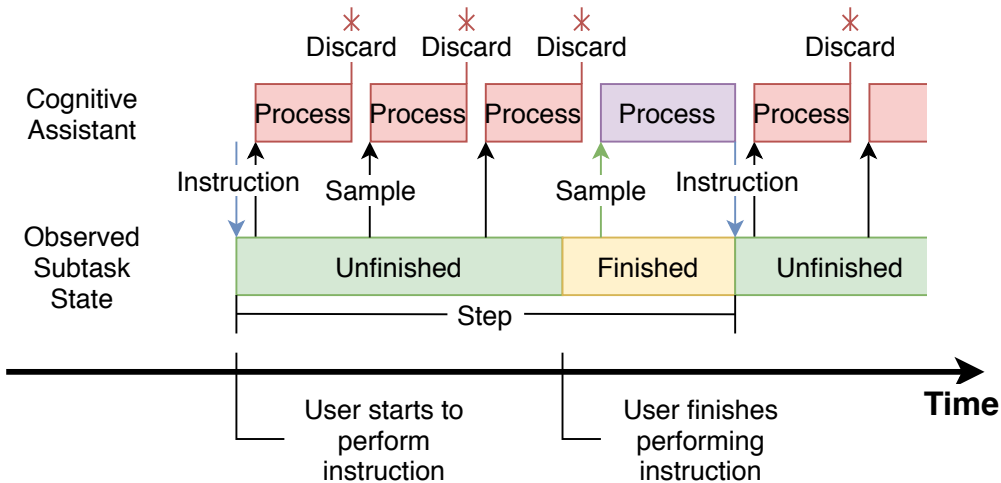 Discard
Discard
Discard
Discard
Cognitive
Assistant
Process
Process
Process
Process
Process
Instruction
Sample
Sample
Instruction
Observed
Subtask
State
Unfinished
Finished
Unfinished
Step
Time
User starts to
perform
instruction
User finishes
performing
instruction